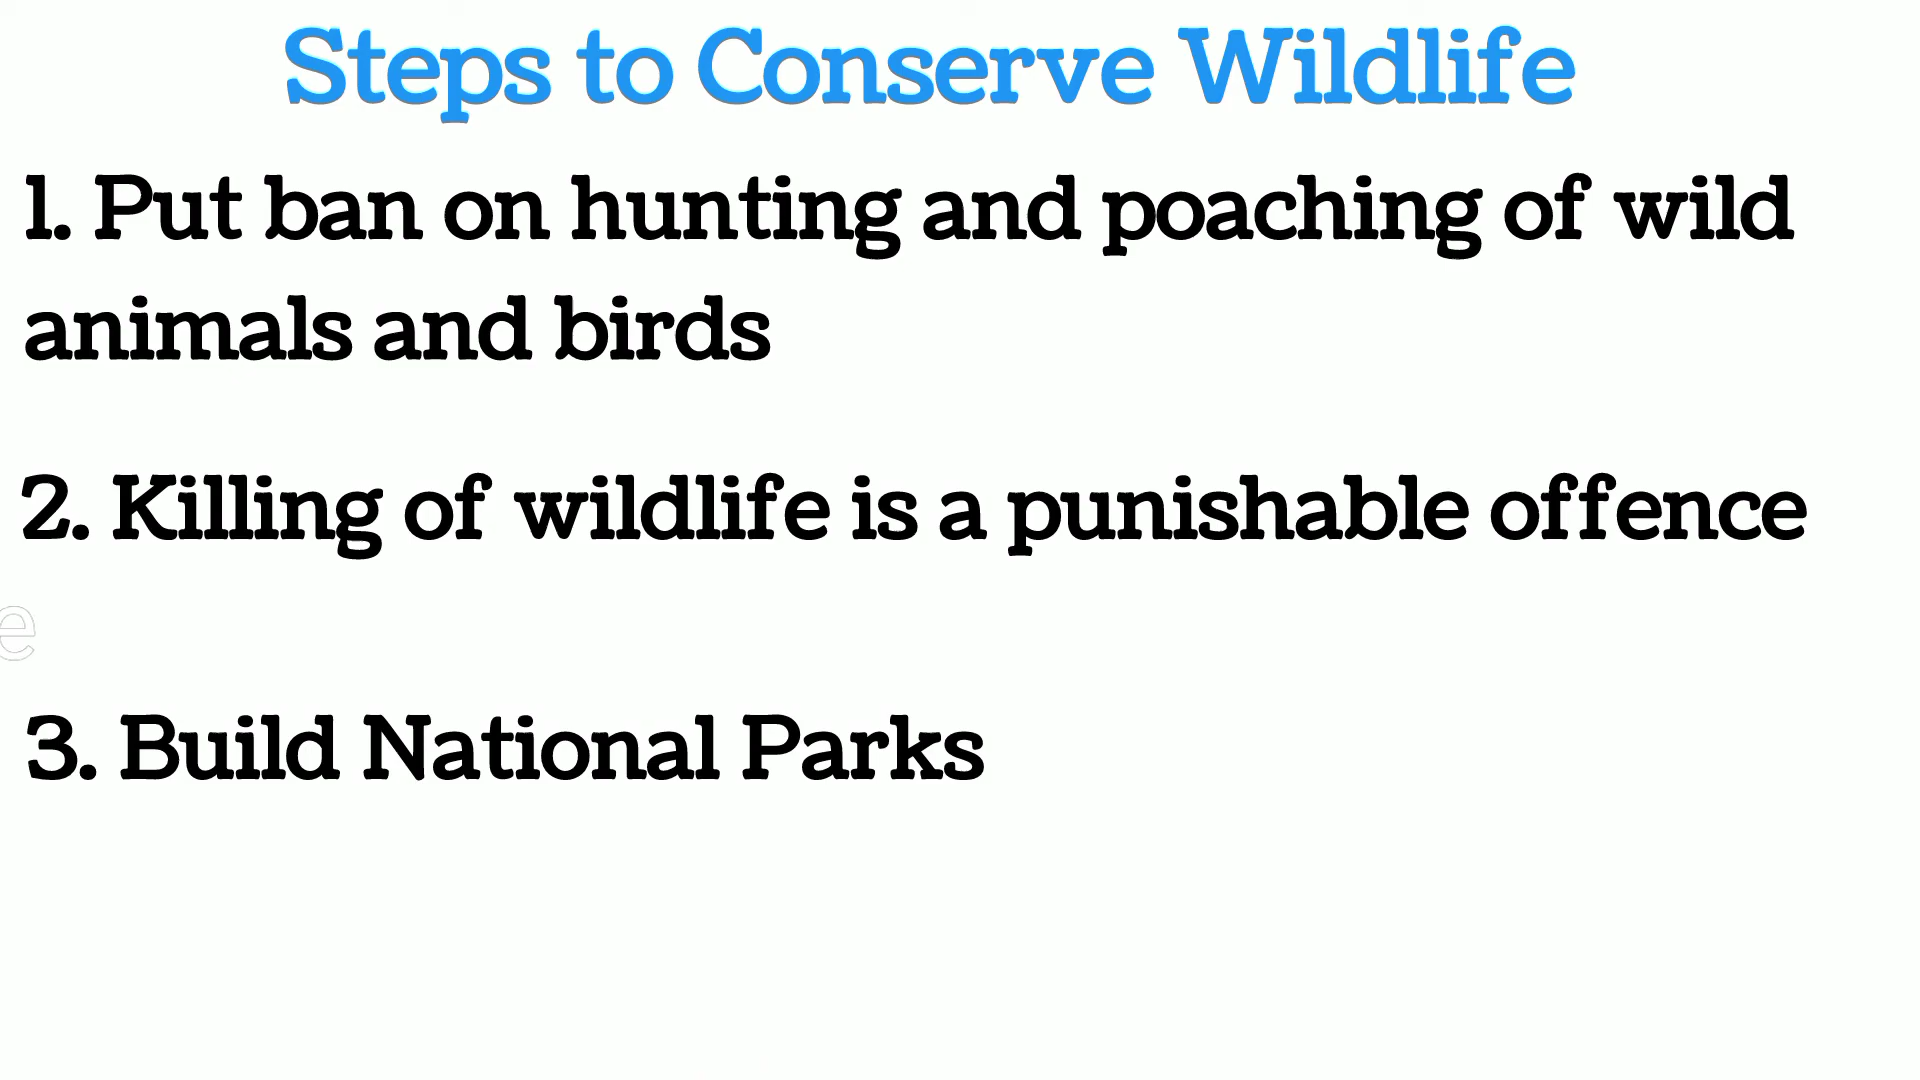 Steps to Conserve Wildlife
1. Put ban on hunting and poaching of wild
animals and birds
2. Killing of wildlife is a punishable offence
e
3. Build National Parks